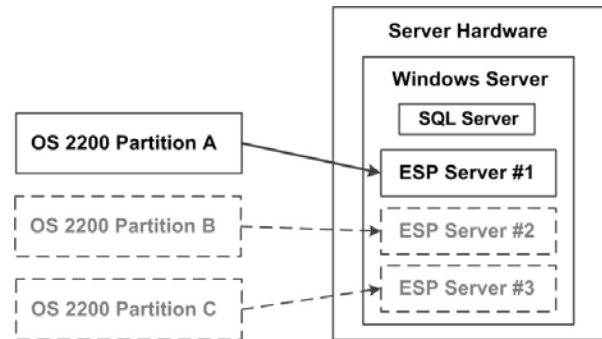 Server Hardware
Windows Server
SQL Server
OS 2200 Partition A
ESP Server #1
OS 2200 Partition B
ESP Server #2
OS 2200 Partition C
ESP Server #3